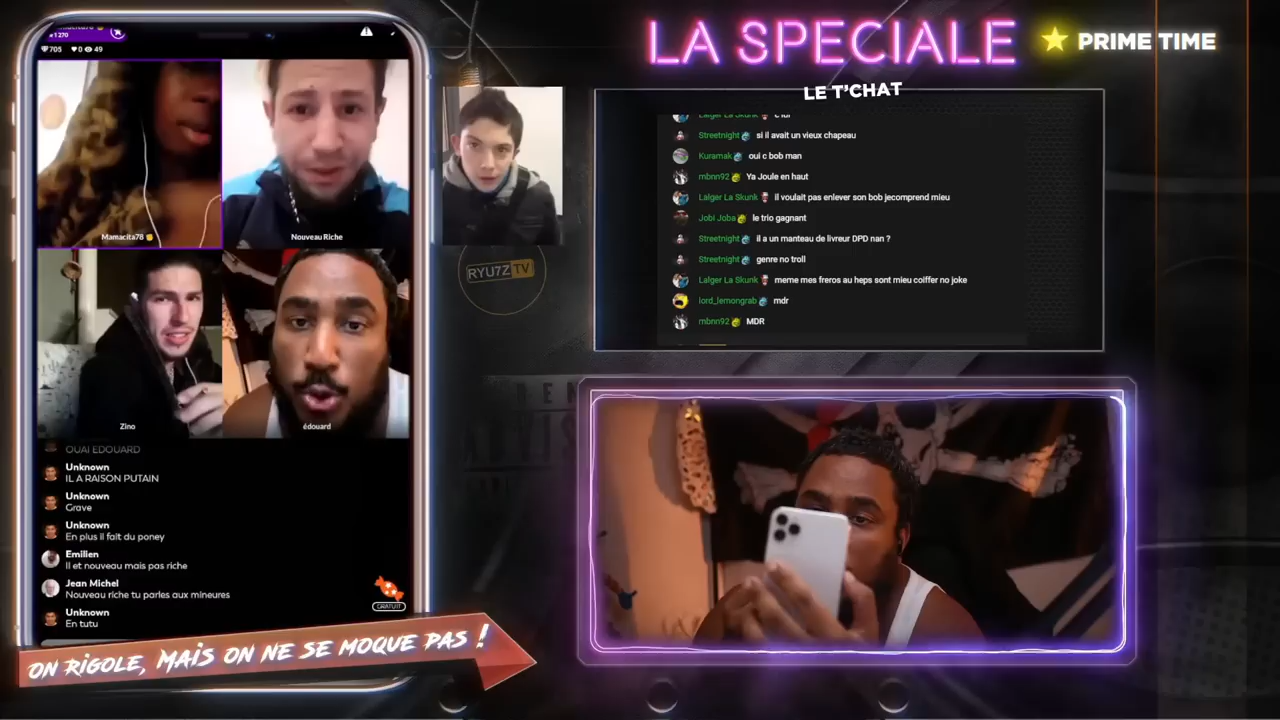 1270
705 0 49
Mamacita78
Nouveau Riche
Zino
édouard
OUAI EDOUARD
Unknown
IL A RAISON PUTAIN
Unknown
Grave
Unknown
En plus il fait du poney
Emilien
Il et nouveau mais pas riche
Jean Michel
Nouveau riche tu parles aux mineures
Unknown
En tutu
GRATUIT
ON RIGOLE, MAIS ON NE SE MOQUE PAS !
RYU7Z TV
LA SPECIALE
PRIME TIME
LE T'CHAT
Lalger La Skunk
Streetnight si il avait un vieux chapeau
Kuramak oui c bob man
mbnn92 Ya Joule en haut
Lalger La Skunk il voulait pas enlever son bob jecomprend mieu
Jobi Joba le trio gagnant
Streetnight il a un manteau de livreur DPD nan ?
Streetnight genre no troll
Lalger La Skunk meme mes freros au heps sont mieu coiffer no joke
lord_lemongrab mdr
mbnn92 MDR